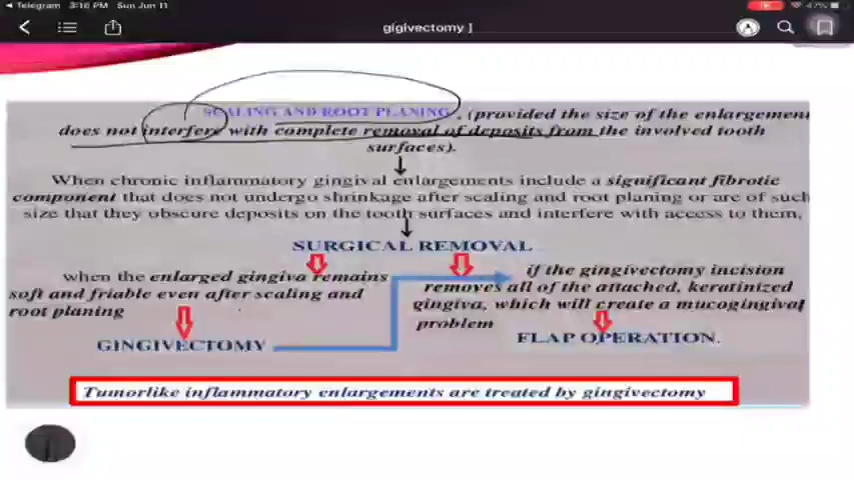 Telegram 3:16 PM Sun Jun 11 47%
gigivectomy ]
SCALING AND ROOT PLANING , (provided the size of the enlargement
does not interfere with complete removal of deposits from the involved tooth
surfaces).
When chronic inflammatory gingival enlargements include a significant fibrotic
component that does not undergo shrinkage after scaling and root planing or are of such
size that they obscure deposits on the tooth surfaces and interfere with access to them,
SURGICAL REMOVAL
when the enlarged gingiva remains
soft and friable even after scaling and
root planing
GINGIVECTOMY
if the gingivectomy incision
removes all of the attached, keratinized
gingiva, which will create a mucogingival
problem
FLAP OPERATION.
Tumorlike inflammatory enlargements are treated by gingivectomy